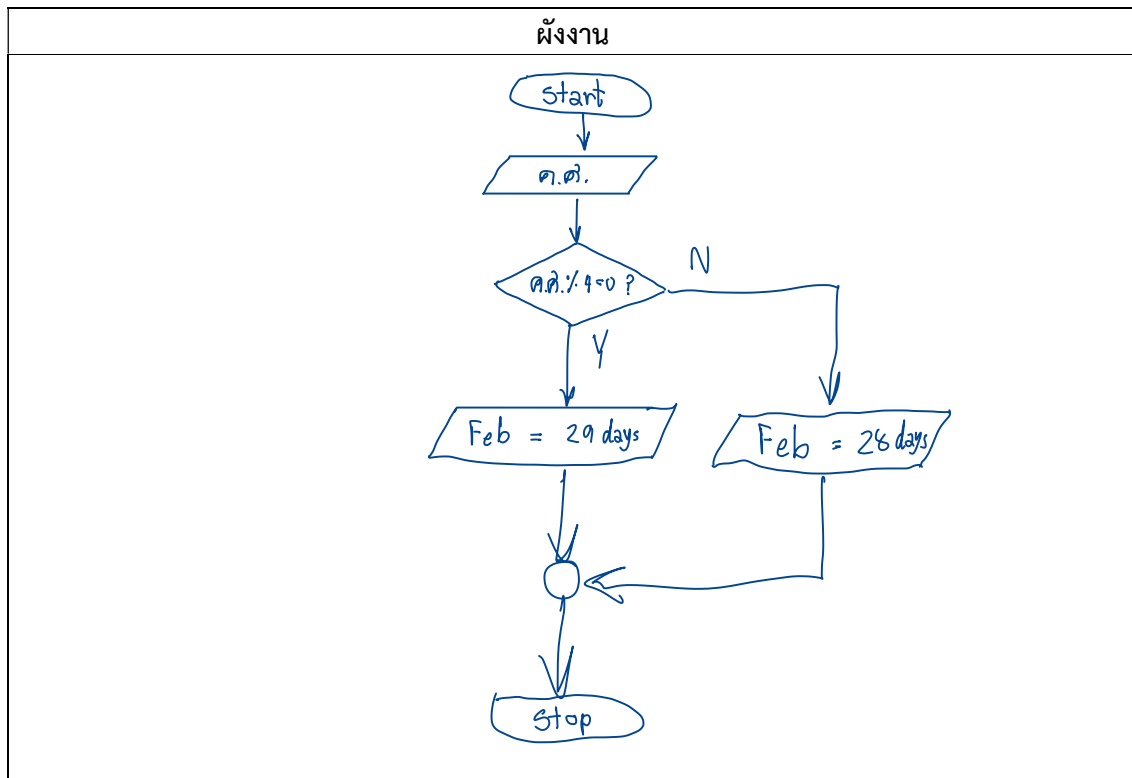 ผังงาน
Start
ค.ศ.
ค.ศ.%4=0 ?
N
Y
Feb = 29 days
Feb = 28 days
Stop